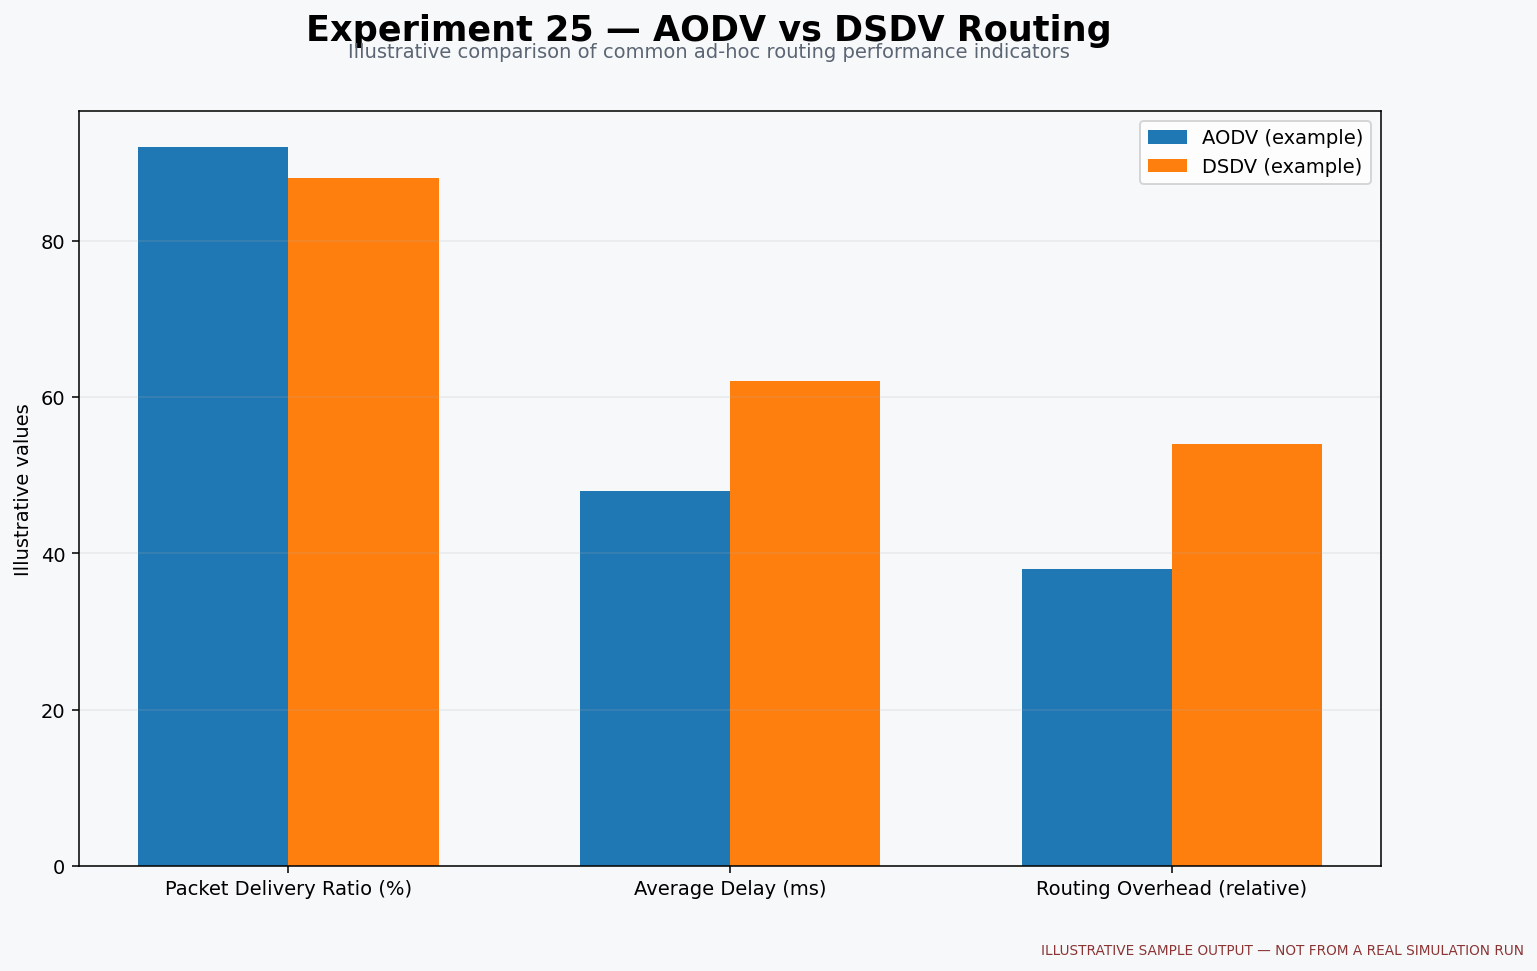 Experiment 25 — AODV vs DSDV Routing
Illustrative comparison of common ad-hoc routing performance indicators
AODV (example)
DSDV (example)
Illustrative values
80
60
40
20
0
Packet Delivery Ratio (%)
Average Delay (ms)
Routing Overhead (relative)
ILLUSTRATIVE SAMPLE OUTPUT — NOT FROM A REAL SIMULATION RUN